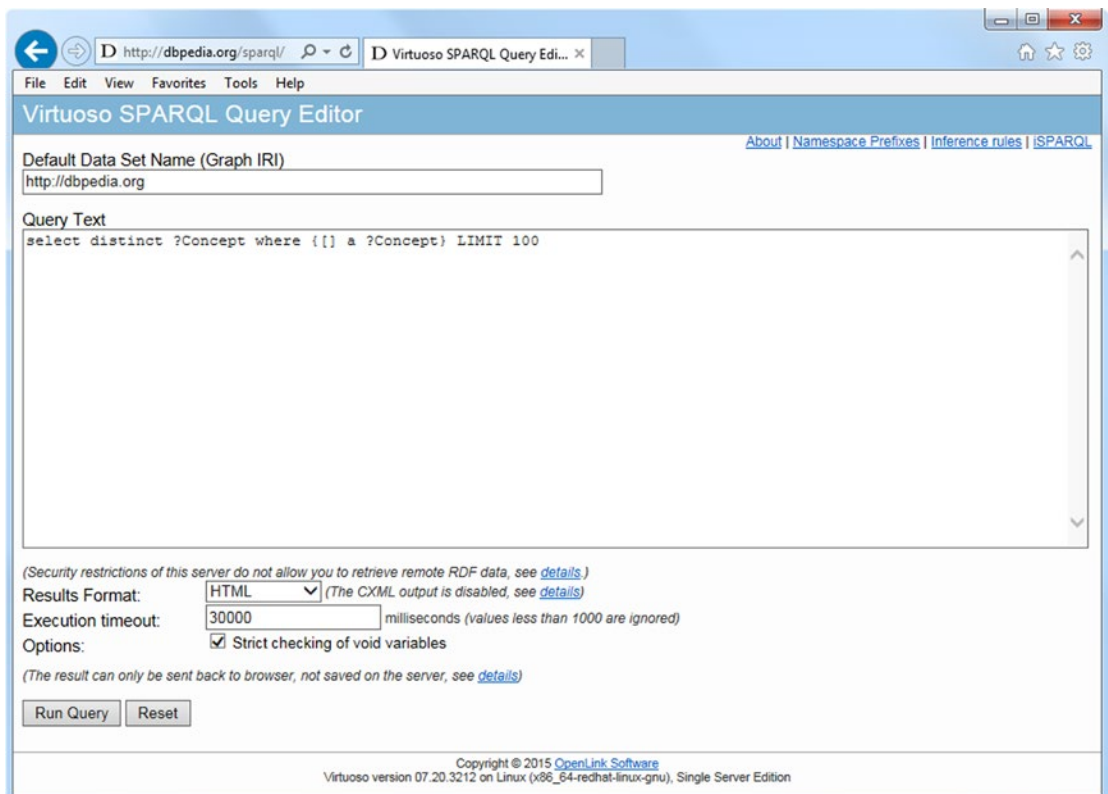 D http://dbpedia.org/sparql/
D Virtuoso SPARQL Query Edi...
File Edit View Favorites Tools Help
Virtuoso SPARQL Query Editor
About | Namespace Prefixes | Inference rules | iSPARQL
Default Data Set Name (Graph IRI)
http://dbpedia.org
Query Text
select distinct ?Concept where {[] a ?Concept} LIMIT 100
(Security restrictions of this server do not allow you to retrieve remote RDF data, see details.)
Results Format: HTML (The CXML output is disabled, see details)
Execution timeout: 30000 milliseconds (values less than 1000 are ignored)
Options: Strict checking of void variables
(The result can only be sent back to browser, not saved on the server, see details)
Run Query Reset
Copyright © 2015 OpenLink Software
Virtuoso version 07.20.3212 on Linux (x86_64-redhat-linux-gnu), Single Server Edition